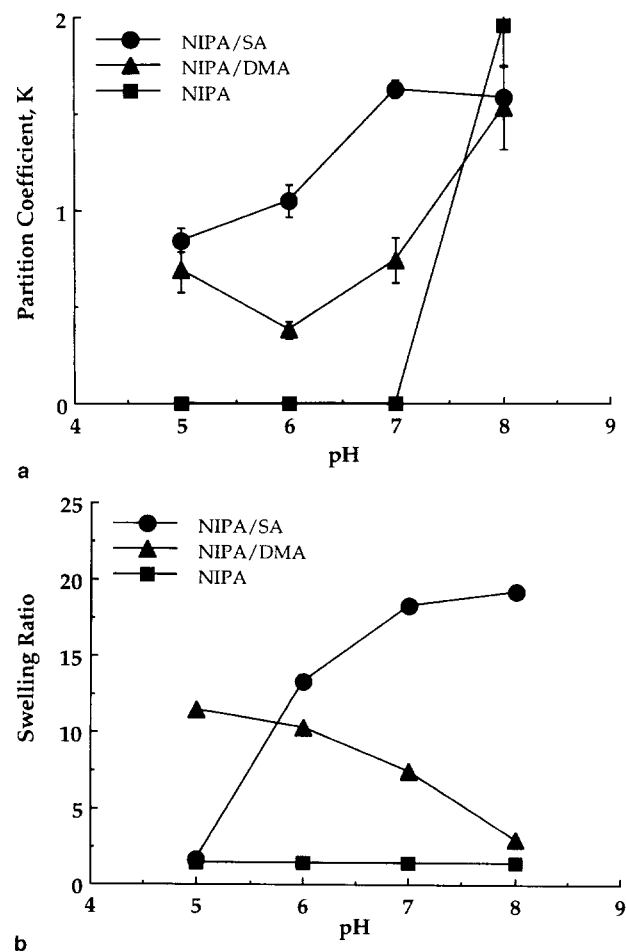 2
NIPA/SA
NIPA/DMA
NIPA
Partition Coefficient, K
1
0
4 5 6 7 8 9
pH
a
25
NIPA/SA
NIPA/DMA
NIPA
20
Swelling Ratio
15
10
5
0
4 5 6 7 8 9
pH
b